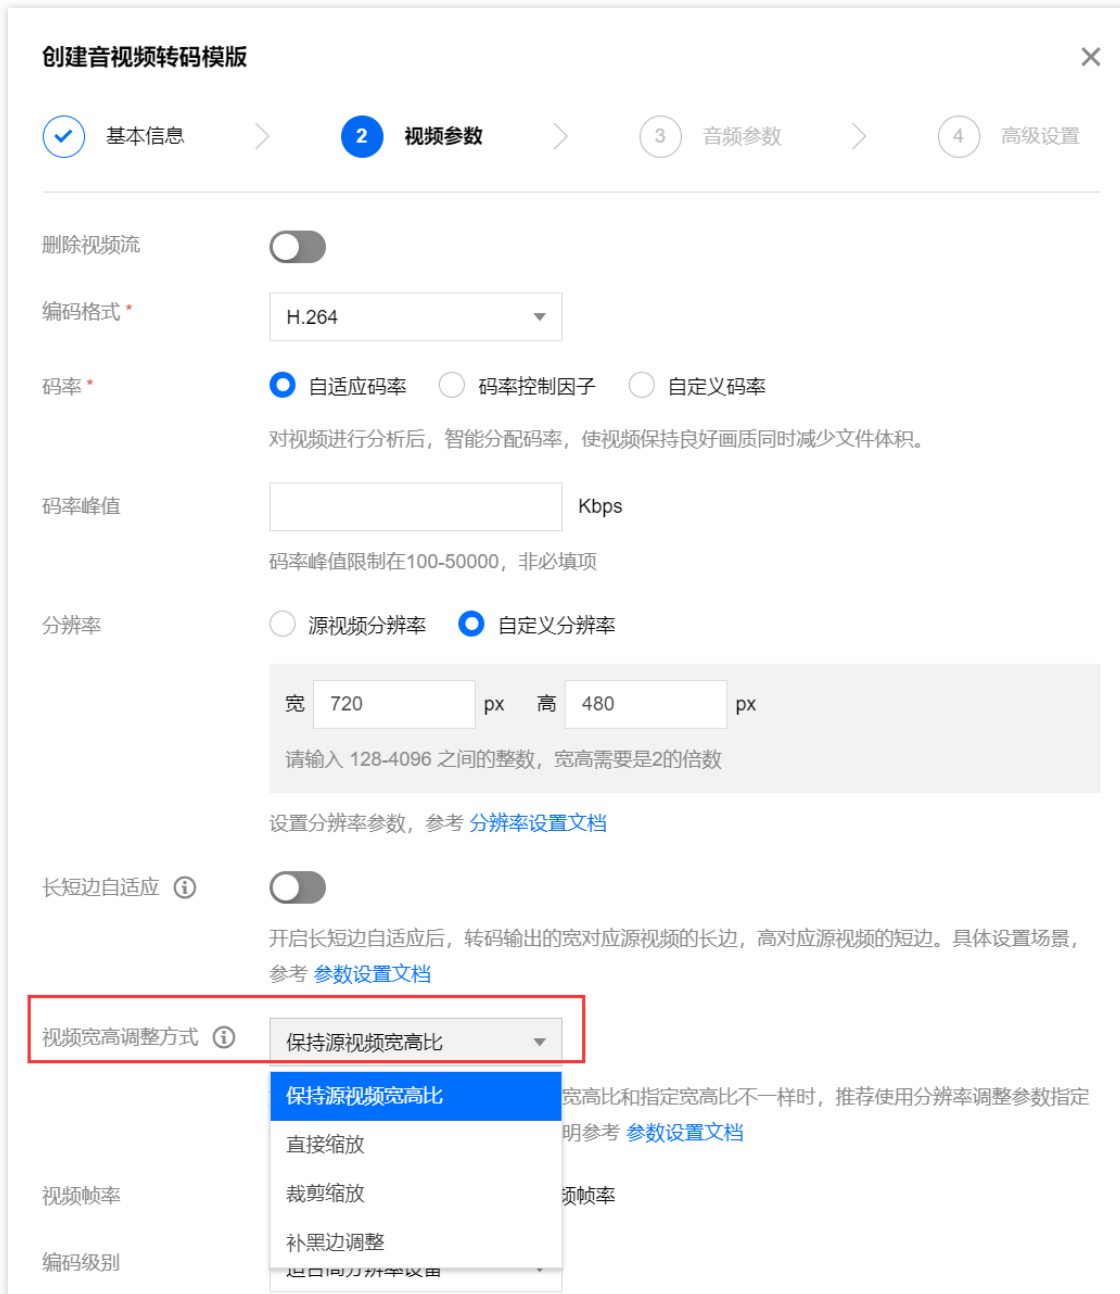 创建音视频转码模版
基本信息
2 视频参数
3 音频参数
4 高级设置
删除视频流
编码格式 *
H.264
码率 *
自适应码率 码率控制因子 自定义码率
对视频进行分析后，智能分配码率，使视频保持良好画质同时减少文件体积。
码率峰值
Kbps
码率峰值限制在100-50000，非必填项
分辨率
源视频分辨率 自定义分辨率
宽 720 px 高 480 px
请输入 128-4096 之间的整数，宽高需要是2的倍数
设置分辨率参数，参考 分辨率设置文档
长短边自适应
开启长短边自适应后，转码输出的宽对应源视频的长边，高对应源视频的短边。具体设置场景，
参考 参数设置文档
视频宽高调整方式
保持源视频宽高比
保持源视频宽高比
宽高比和指定宽高比不一样时，推荐使用分辨率调整参数指定
明参考 参数设置文档
直接缩放
裁剪缩放
补黑边调整
视频帧率
频帧率
编码级别
适合高分辨率设备